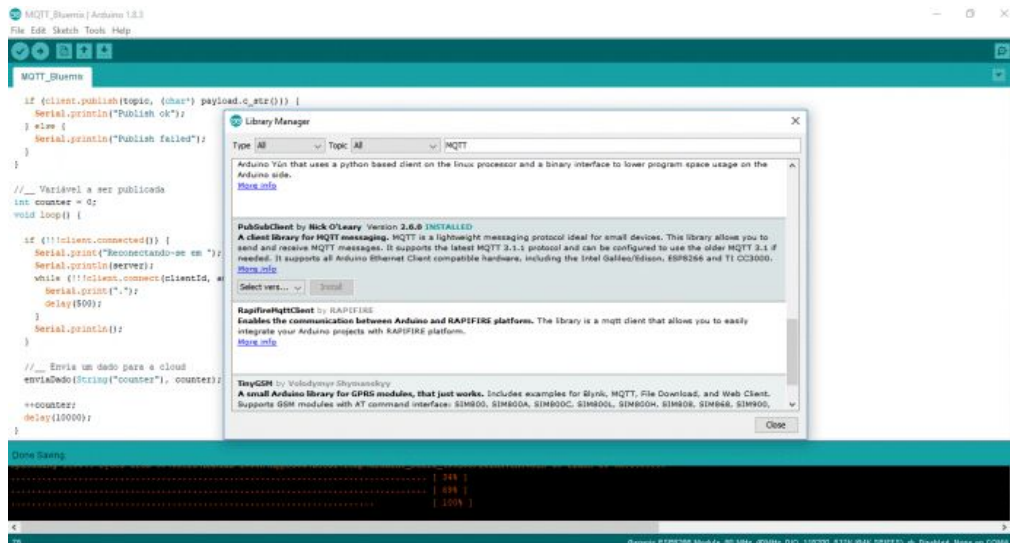 MQTT_Bluemix | Arduino 1.8.3
File Edit Sketch Tools Help
MQTT_Bluemix
if (client.publish(topic, (char*) payload.c_str())) {
Serial.println("Publish ok");
} else {
Serial.println("Publish failed");
}
}
//__ Variável a ser publicada
int counter = 0;
void loop() {
if (!!!client.connected()) {
Serial.print("Reconectando-se em ");
Serial.println(server);
while (!!!client.connect(clientId,
Serial.print(".");
delay(500);
}
Serial.println();
}
//__ Envia um dado para a cloud
enviaDado(String("counter"), counter);
++counter;
delay(10000);
}
Library Manager
Type All Topic All MQTT
Arduino Yún that uses a python based client on the linux processor and a binary interface to lower program space usage on the
Arduino side.
More info
PubSubClient by Nick O'Leary Version 2.6.0 INSTALLED
A client library for MQTT messaging. MQTT is a lightweight messaging protocol ideal for small devices. This library allows you to
send and receive MQTT messages. It supports the latest MQTT 3.1.1 protocol and can be configured to use the older MQTT 3.1 if
needed. It supports all Arduino Ethernet Client compatible hardware, including the Intel Galileo/Edison, ESP8266 and TI CC3000.
More info
Select vers... Install
RapifireMqttClient by RAPIFIRE
Enables the communication between Arduino and RAPIFIRE platform. The library is a mqtt client that allows you to easily
integrate your Arduino projects with RAPIFIRE platform.
More info
TinyGSM by Volodymyr Shymanskyy
A small Arduino library for GPRS modules, that just works. Includes examples for Blynk, MQTT, File Download, and Web Client.
Supports GSM modules with AT command interface: SIM800, SIM800A, SIM800C, SIM800L, SIM800H, SIM808, SIM868, SIM900,
Close
Done Saving.
................................................................................ [ 34% ]
................................................................................ [ 69% ]
...................................................................... [ 100% ]